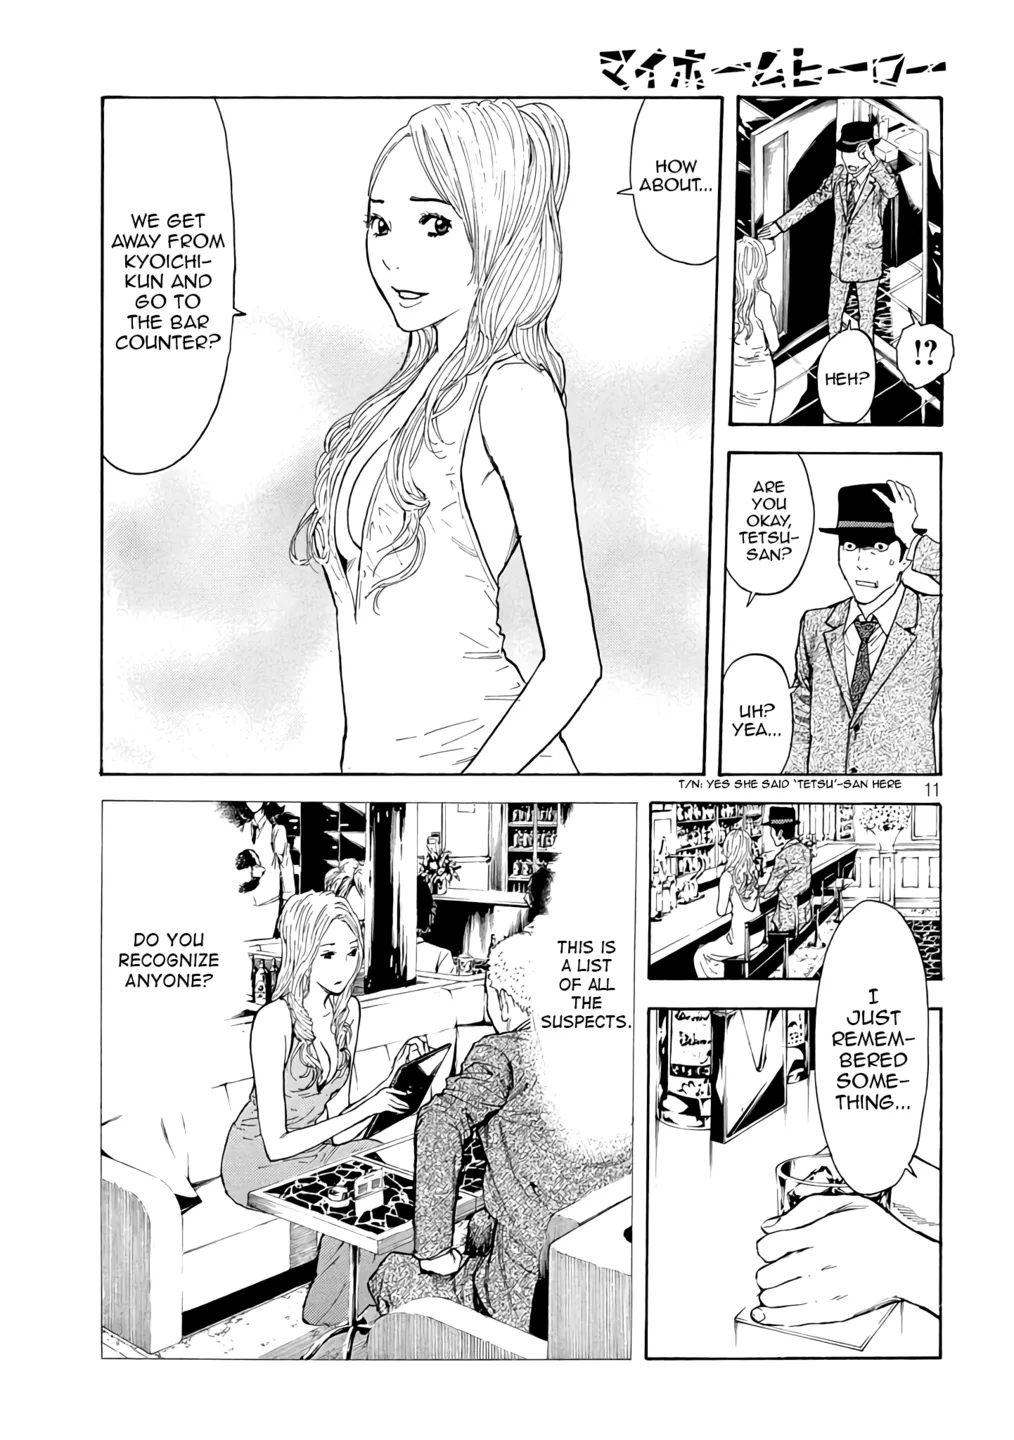 マイホームヒーロー
HEH?
!?
ARE
YOU
OKAY,
TETSU-
SAN?
UH?
YEA...
HOW
ABOUT...
WE GET
AWAY FROM
KYOICHI-
KUN AND
GO TO
THE BAR
COUNTER?
T/N: YES SHE SAID 'TETSU'-SAN HERE
11
I
JUST
REMEM-
BERED
SOME-
THING...
THIS IS
A LIST
OF ALL
THE
SUSPECTS.
DO YOU
RECOGNIZE
ANYONE?